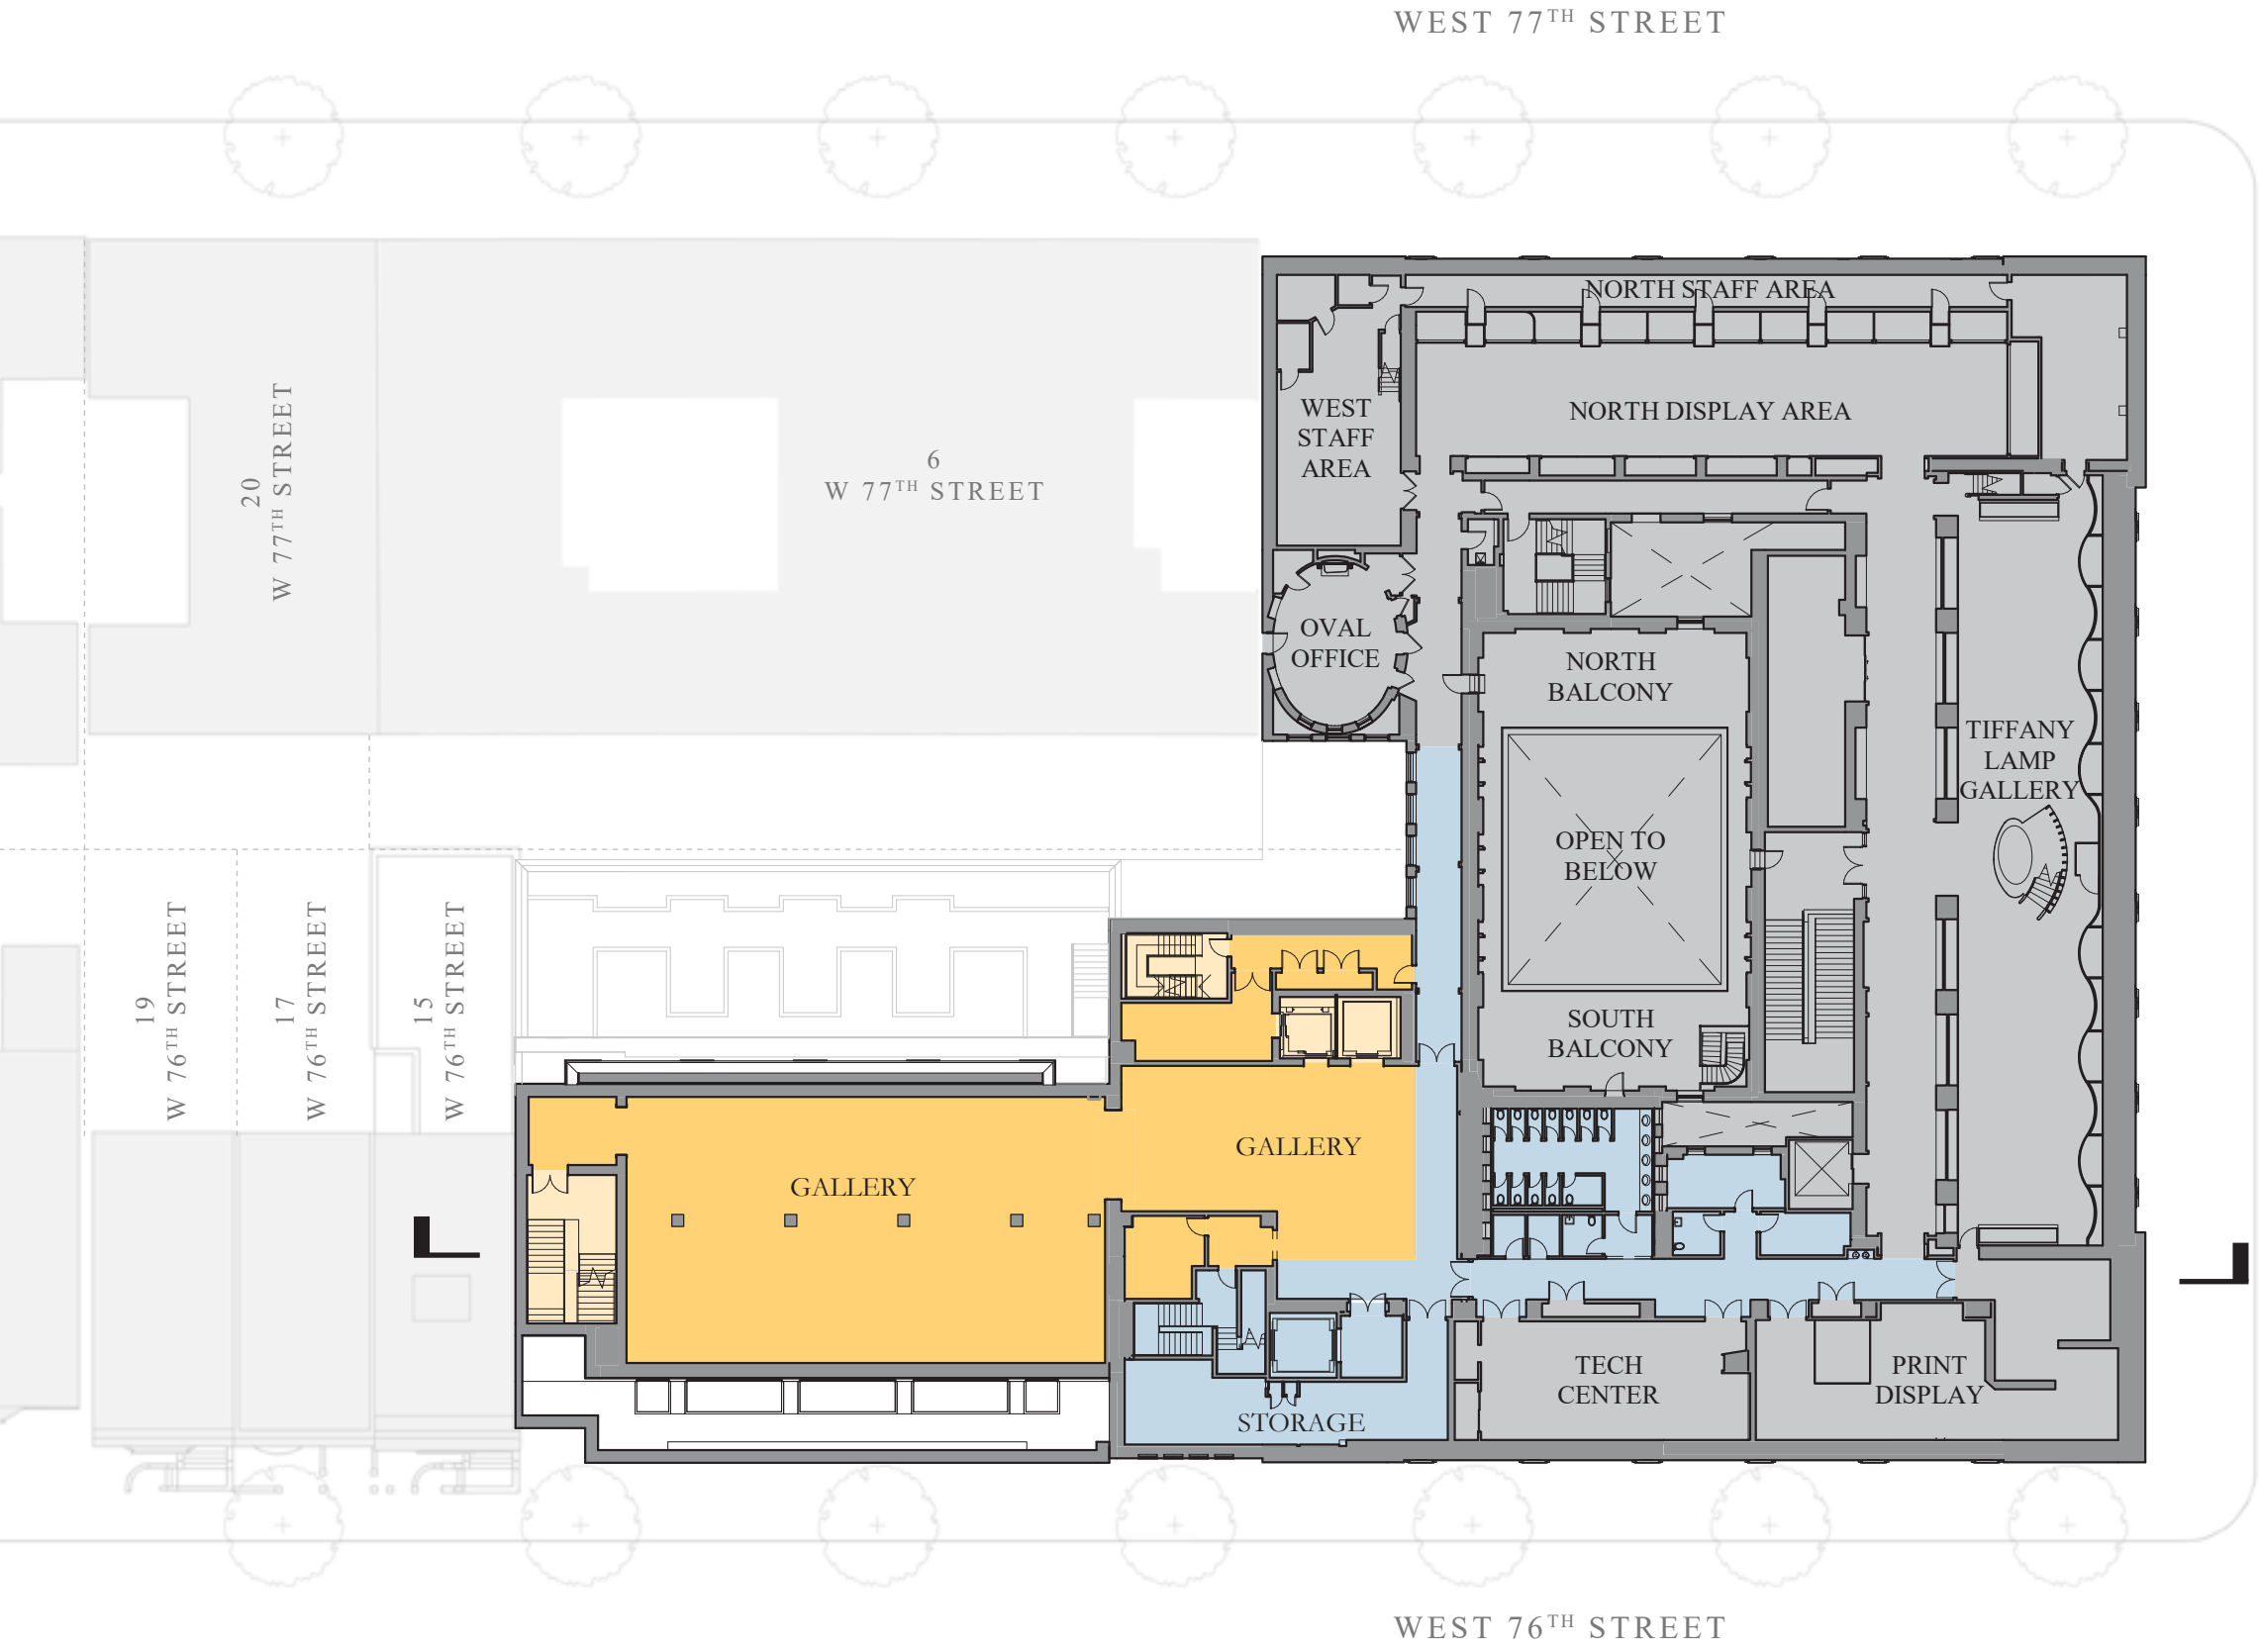 WEST 77TH STREET
NORTH STAFF AREA
WEST
STAFF
AREA
NORTH DISPLAY AREA
20
W 77TH STREET
6
W 77TH STREET
OVAL
OFFICE
NORTH
BALCONY
TIFFANY
LAMP
GALLERY
OPEN TO
BELOW
19
W 76TH STREET
17
W 76TH STREET
15
W 76TH STREET
SOUTH
BALCONY
GALLERY
GALLERY
TECH
CENTER
PRINT
DISPLAY
STORAGE
WEST 76TH STREET